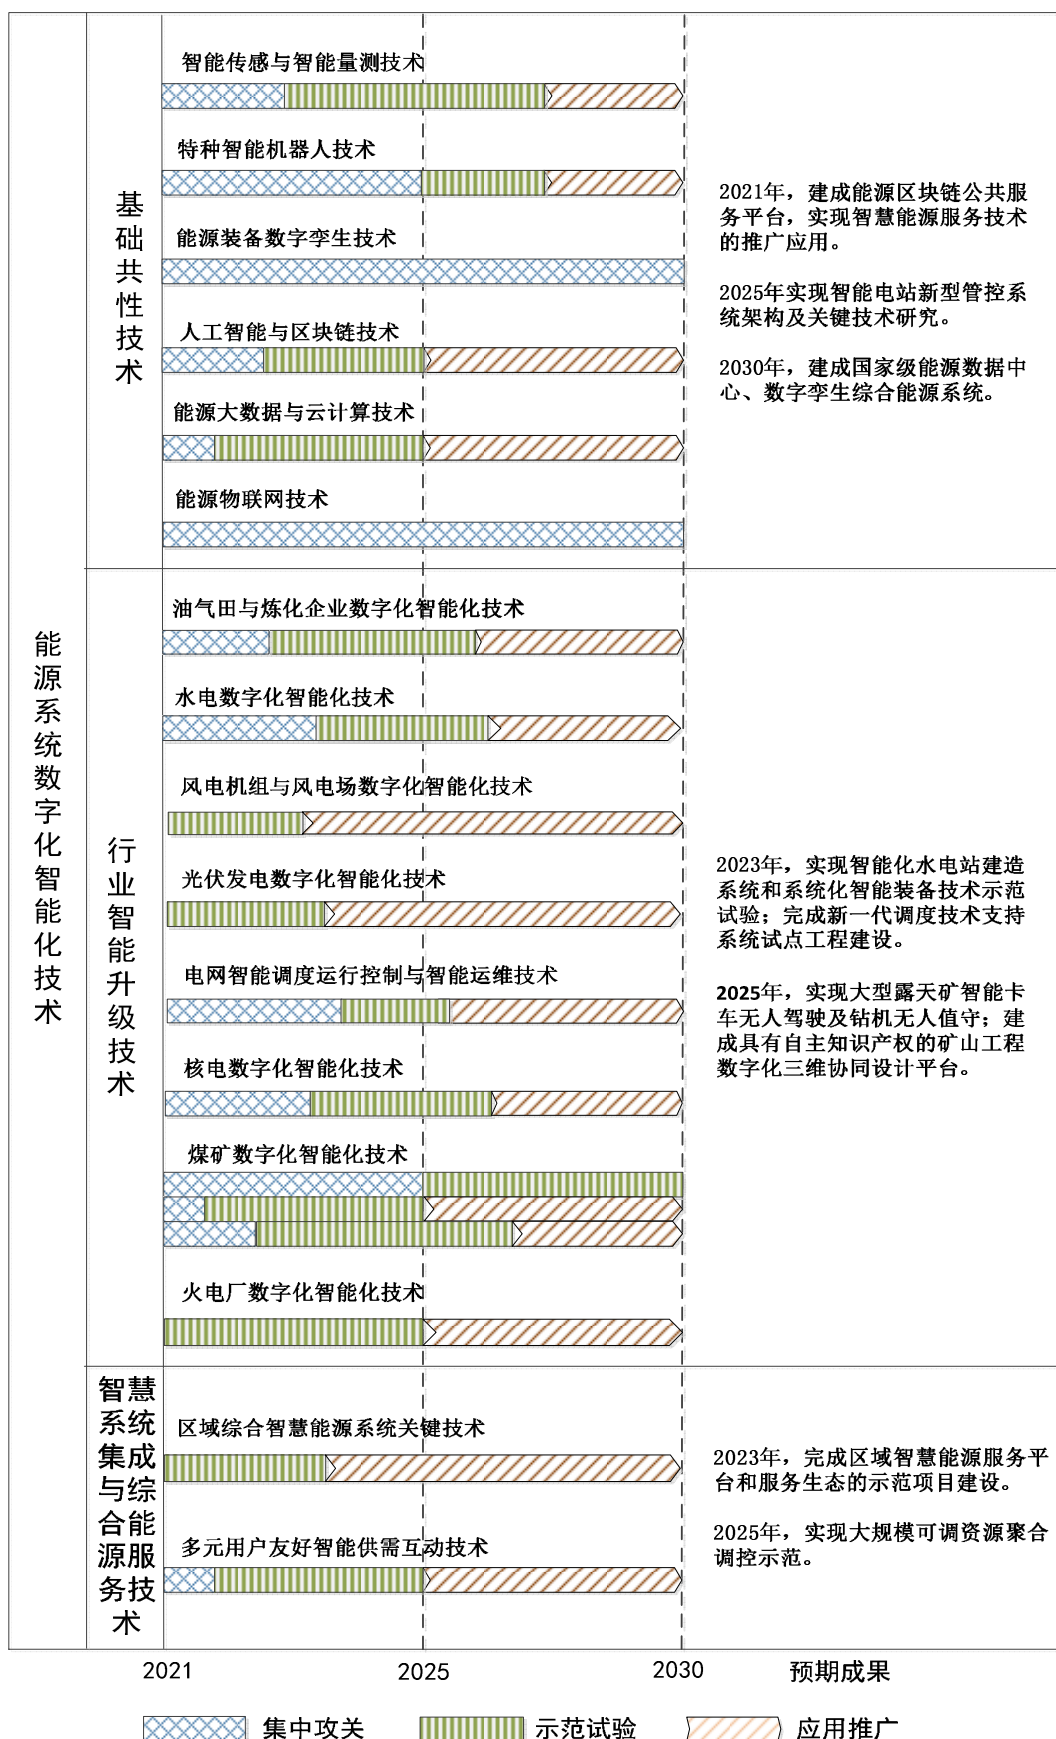 能源系统数字化智能化技术
基础共性技术
智能传感与智能量测技术
特种智能机器人技术
能源装备数字孪生技术
人工智能与区块链技术
能源大数据与云计算技术
能源物联网技术
2021年，建成能源区块链公共服
务平台，实现智慧能源服务技术
的推广应用。
2025年实现智能电站新型管控系
统架构及关键技术研究。
2030年，建成国家级能源数据中
心、数字孪生综合能源系统。
行业智能升级技术
油气田与炼化企业数字化智能化技术
水电数字化智能化技术
风电机组与风电场数字化智能化技术
光伏发电数字化智能化技术
电网智能调度运行控制与智能运维技术
核电数字化智能化技术
煤矿数字化智能化技术
火电厂数字化智能化技术
2023年，实现智能化水电站建造
系统和系统化智能装备技术示范
试验；完成新一代调度技术支持
系统试点工程建设。
2025年，实现大型露天矿智能卡
车无人驾驶及钻机无人值守；建
成具有自主知识产权的矿山工程
数字化三维协同设计平台。
智慧
系统
集成
与综
合能
源服
务技
术
区域综合智慧能源系统关键技术
多元用户友好智能供需互动技术
2023年，完成区域智慧能源服务平
台和服务生态的示范项目建设。
2025年，实现大规模可调资源聚合
调控示范。
2021 2025 2030 预期成果
集中攻关 示范试验 应用推广